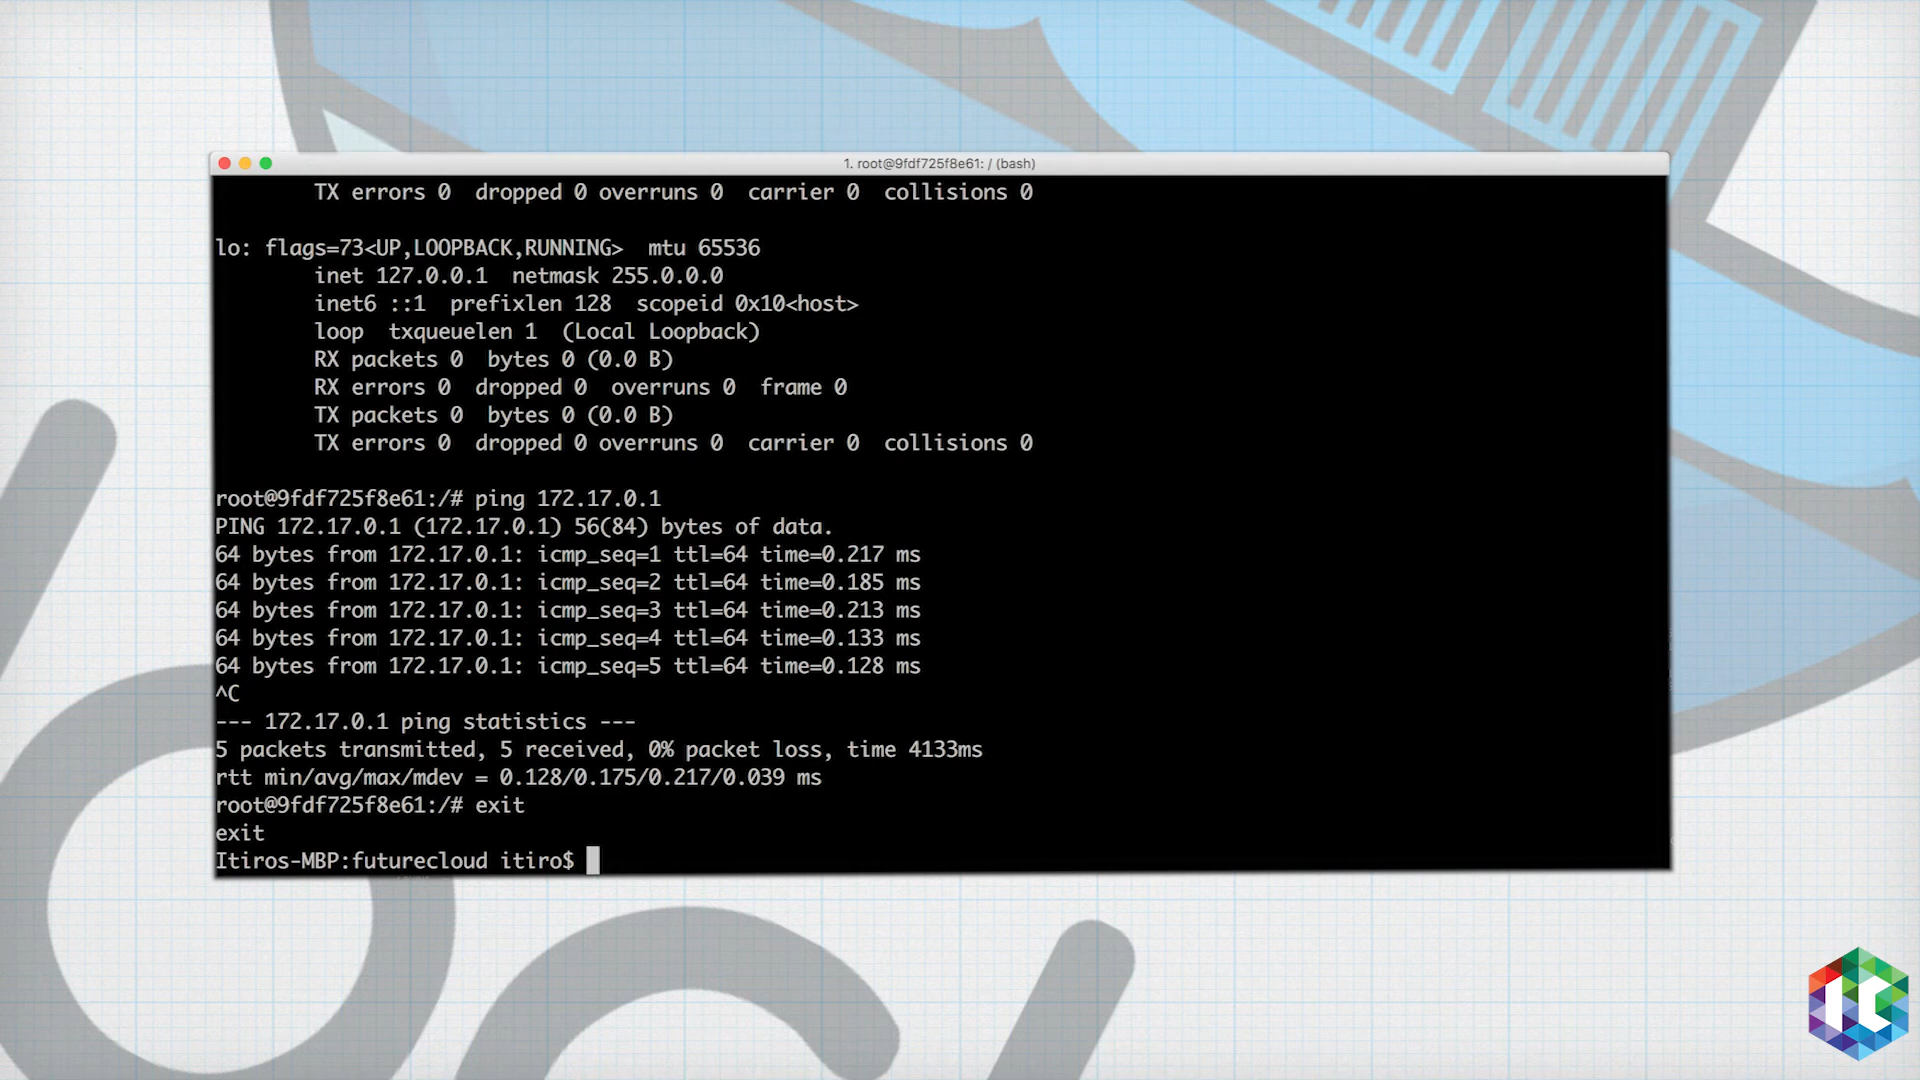 1. root@9fdf725f8e61: / (bash)
TX errors 0  dropped 0 overruns 0  carrier 0  collisions 0
lo: flags=73<UP,LOOPBACK,RUNNING>  mtu 65536
inet 127.0.0.1  netmask 255.0.0.0
inet6 ::1  prefixlen 128  scopeid 0x10<host>
loop  txqueuelen 1  (Local Loopback)
RX packets 0  bytes 0 (0.0 B)
RX errors 0  dropped 0  overruns 0  frame 0
TX packets 0  bytes 0 (0.0 B)
TX errors 0  dropped 0 overruns 0  carrier 0  collisions 0
root@9fdf725f8e61:/# ping 172.17.0.1
PING 172.17.0.1 (172.17.0.1) 56(84) bytes of data.
64 bytes from 172.17.0.1: icmp_seq=1 ttl=64 time=0.217 ms
64 bytes from 172.17.0.1: icmp_seq=2 ttl=64 time=0.185 ms
64 bytes from 172.17.0.1: icmp_seq=3 ttl=64 time=0.213 ms
64 bytes from 172.17.0.1: icmp_seq=4 ttl=64 time=0.133 ms
64 bytes from 172.17.0.1: icmp_seq=5 ttl=64 time=0.128 ms
^C
--- 172.17.0.1 ping statistics ---
5 packets transmitted, 5 received, 0% packet loss, time 4133ms
rtt min/avg/max/mdev = 0.128/0.175/0.217/0.039 ms
root@9fdf725f8e61:/# exit
exit
Itiros-MBP:futurecloud itiro$